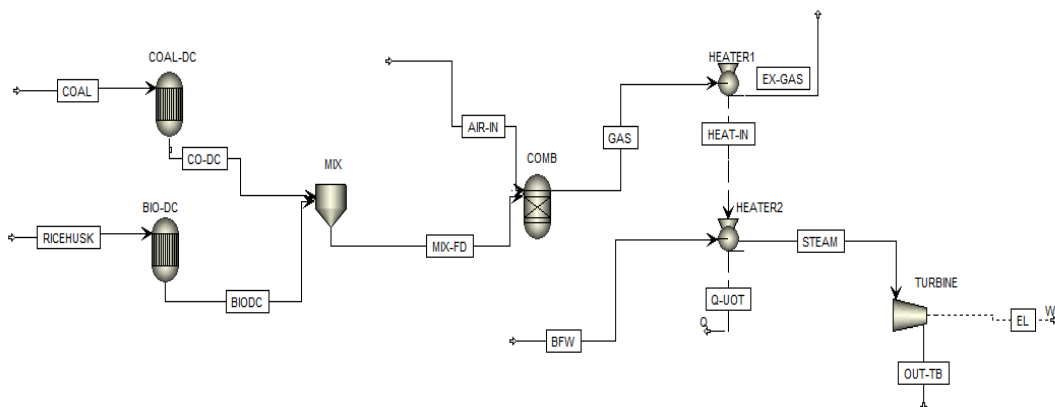 COAL-DC
COAL
CO-DC
BIO-DC
RICEHUSK
BIODC
MIX
MIX-FD
AIR-IN
COMB
GAS
HEATER1
EX-GAS
HEAT-IN
HEATER2
BFW
Q-UOT
Q
STEAM
TURBINE
EL
W
OUT-TB